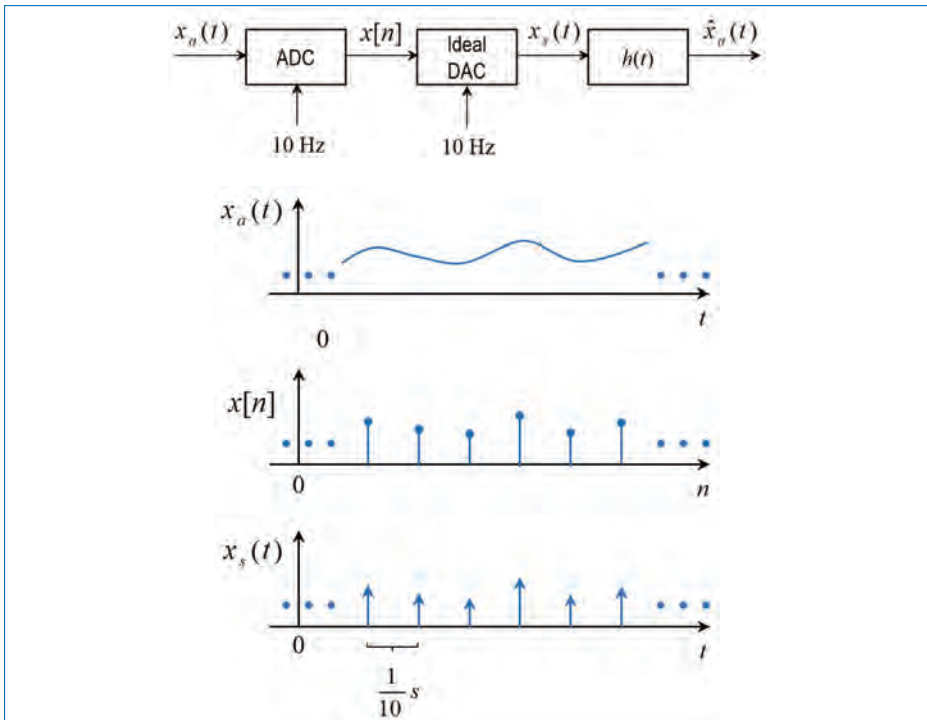 x_a(t) x[n] x_s(t) x̂_a(t)
ADC Ideal DAC h(t)
10 Hz 10 Hz
x_a(t)
t
0
x[n]
0 n
x_s(t)
0 t
1/10 s